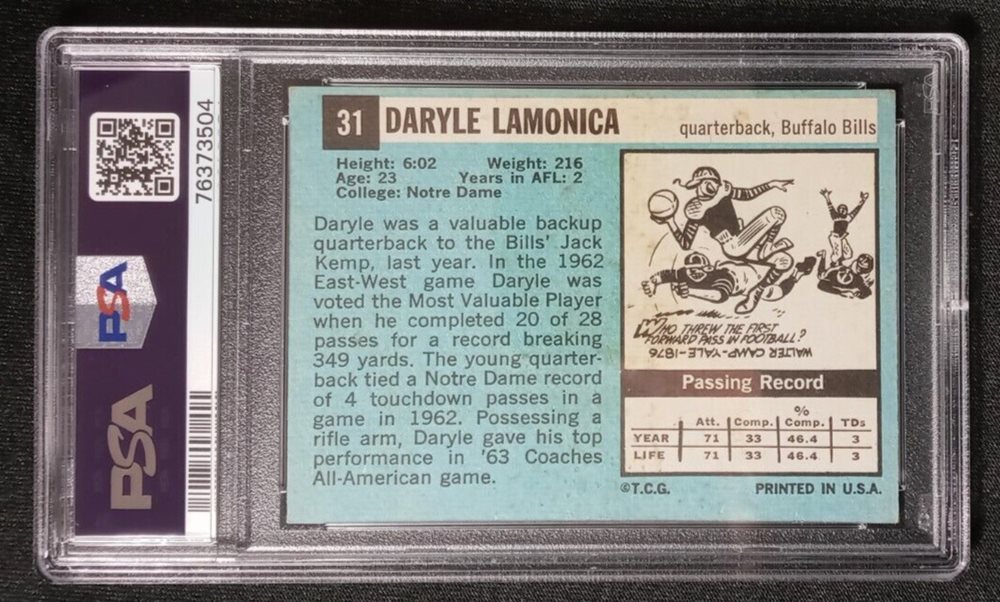 76373504
PSA
PSA
31 DARYLE LAMONICA
quarterback, Buffalo Bills
Height: 6:02 Weight: 216
Age: 23 Years in AFL: 2
College: Notre Dame
Daryle was a valuable backup
quarterback to the Bills' Jack
Kemp, last year. In the 1962
East-West game Daryle was
voted the Most Valuable Player
when he completed 20 of 28
passes for a record breaking
349 yards. The young quarter-
back tied a Notre Dame record
of 4 touchdown passes in a
game in 1962. Possessing a
rifle arm, Daryle gave his top
performance in '63 Coaches
All-American game.
WHO THREW THE FIRST
FORWARD PASS IN FOOTBALL?
WALTER CAMP-YALE-1876
Passing Record
Att. Comp. % Comp. TDs
YEAR 71 33 46.4 3
LIFE 71 33 46.4 3
©T.C.G. PRINTED IN U.S.A.